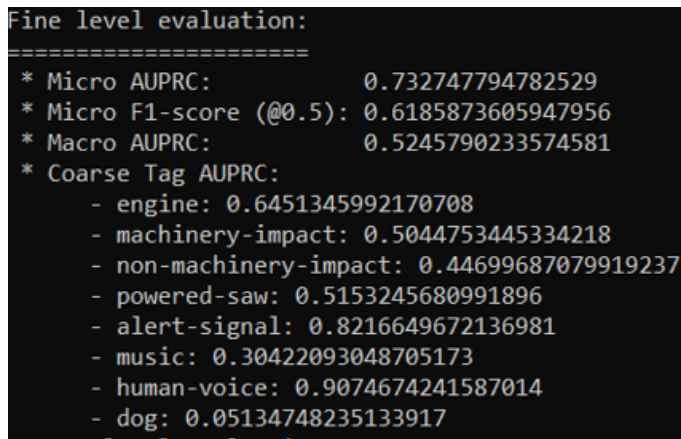 Fine level evaluation:
======================
* Micro AUPRC: 0.732747794782529
* Micro F1-score (@0.5): 0.6185873605947956
* Macro AUPRC: 0.5245790233574581
* Coarse Tag AUPRC:
- engine: 0.6451345992170708
- machinery-impact: 0.5044753445334218
- non-machinery-impact: 0.44699687079919237
- powered-saw: 0.5153245680991896
- alert-signal: 0.8216649672136981
- music: 0.30422093048705173
- human-voice: 0.9074674241587014
- dog: 0.05134748235133917